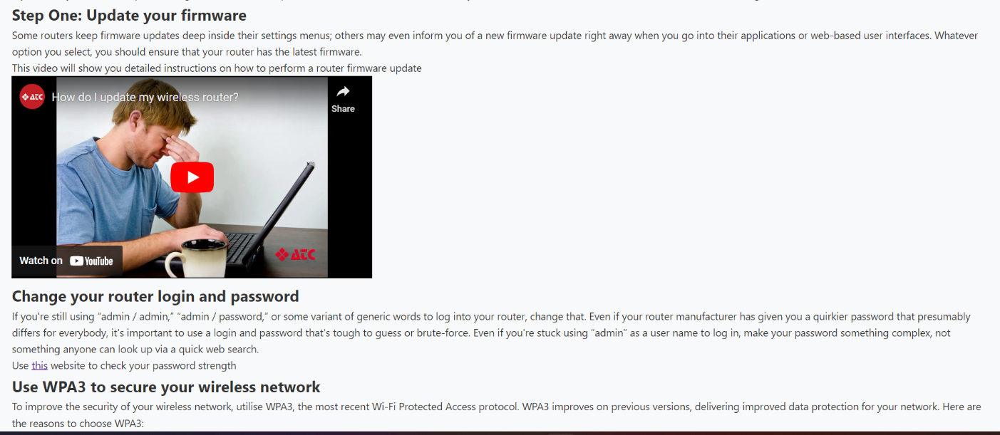 Step One: Update your firmware
Some routers keep firmware updates deep inside their settings menus; others may even inform you of a new firmware update right away when you go into their applications or web-based user interfaces. Whatever
option you select, you should ensure that your router has the latest firmware.
This video will show you detailed instructions on how to perform a router firmware update
ATC
How do I update my wireless router?
Share
ATC
Watch on YouTube
Change your router login and password
If you're still using “admin / admin,” “admin / password,” or some variant of generic words to log into your router, change that. Even if your router manufacturer has given you a quirkier password that presumably
differs for everybody, it's important to use a login and password that's tough to guess or brute-force. Even if you're stuck using “admin” as a user name to log in, make your password something complex, not
something anyone can look up via a quick web search.
Use this website to check your password strength
Use WPA3 to secure your wireless network
To improve the security of your wireless network, utilise WPA3, the most recent Wi-Fi Protected Access protocol. WPA3 improves on previous versions, delivering improved data protection for your network. Here are
the reasons to choose WPA3: